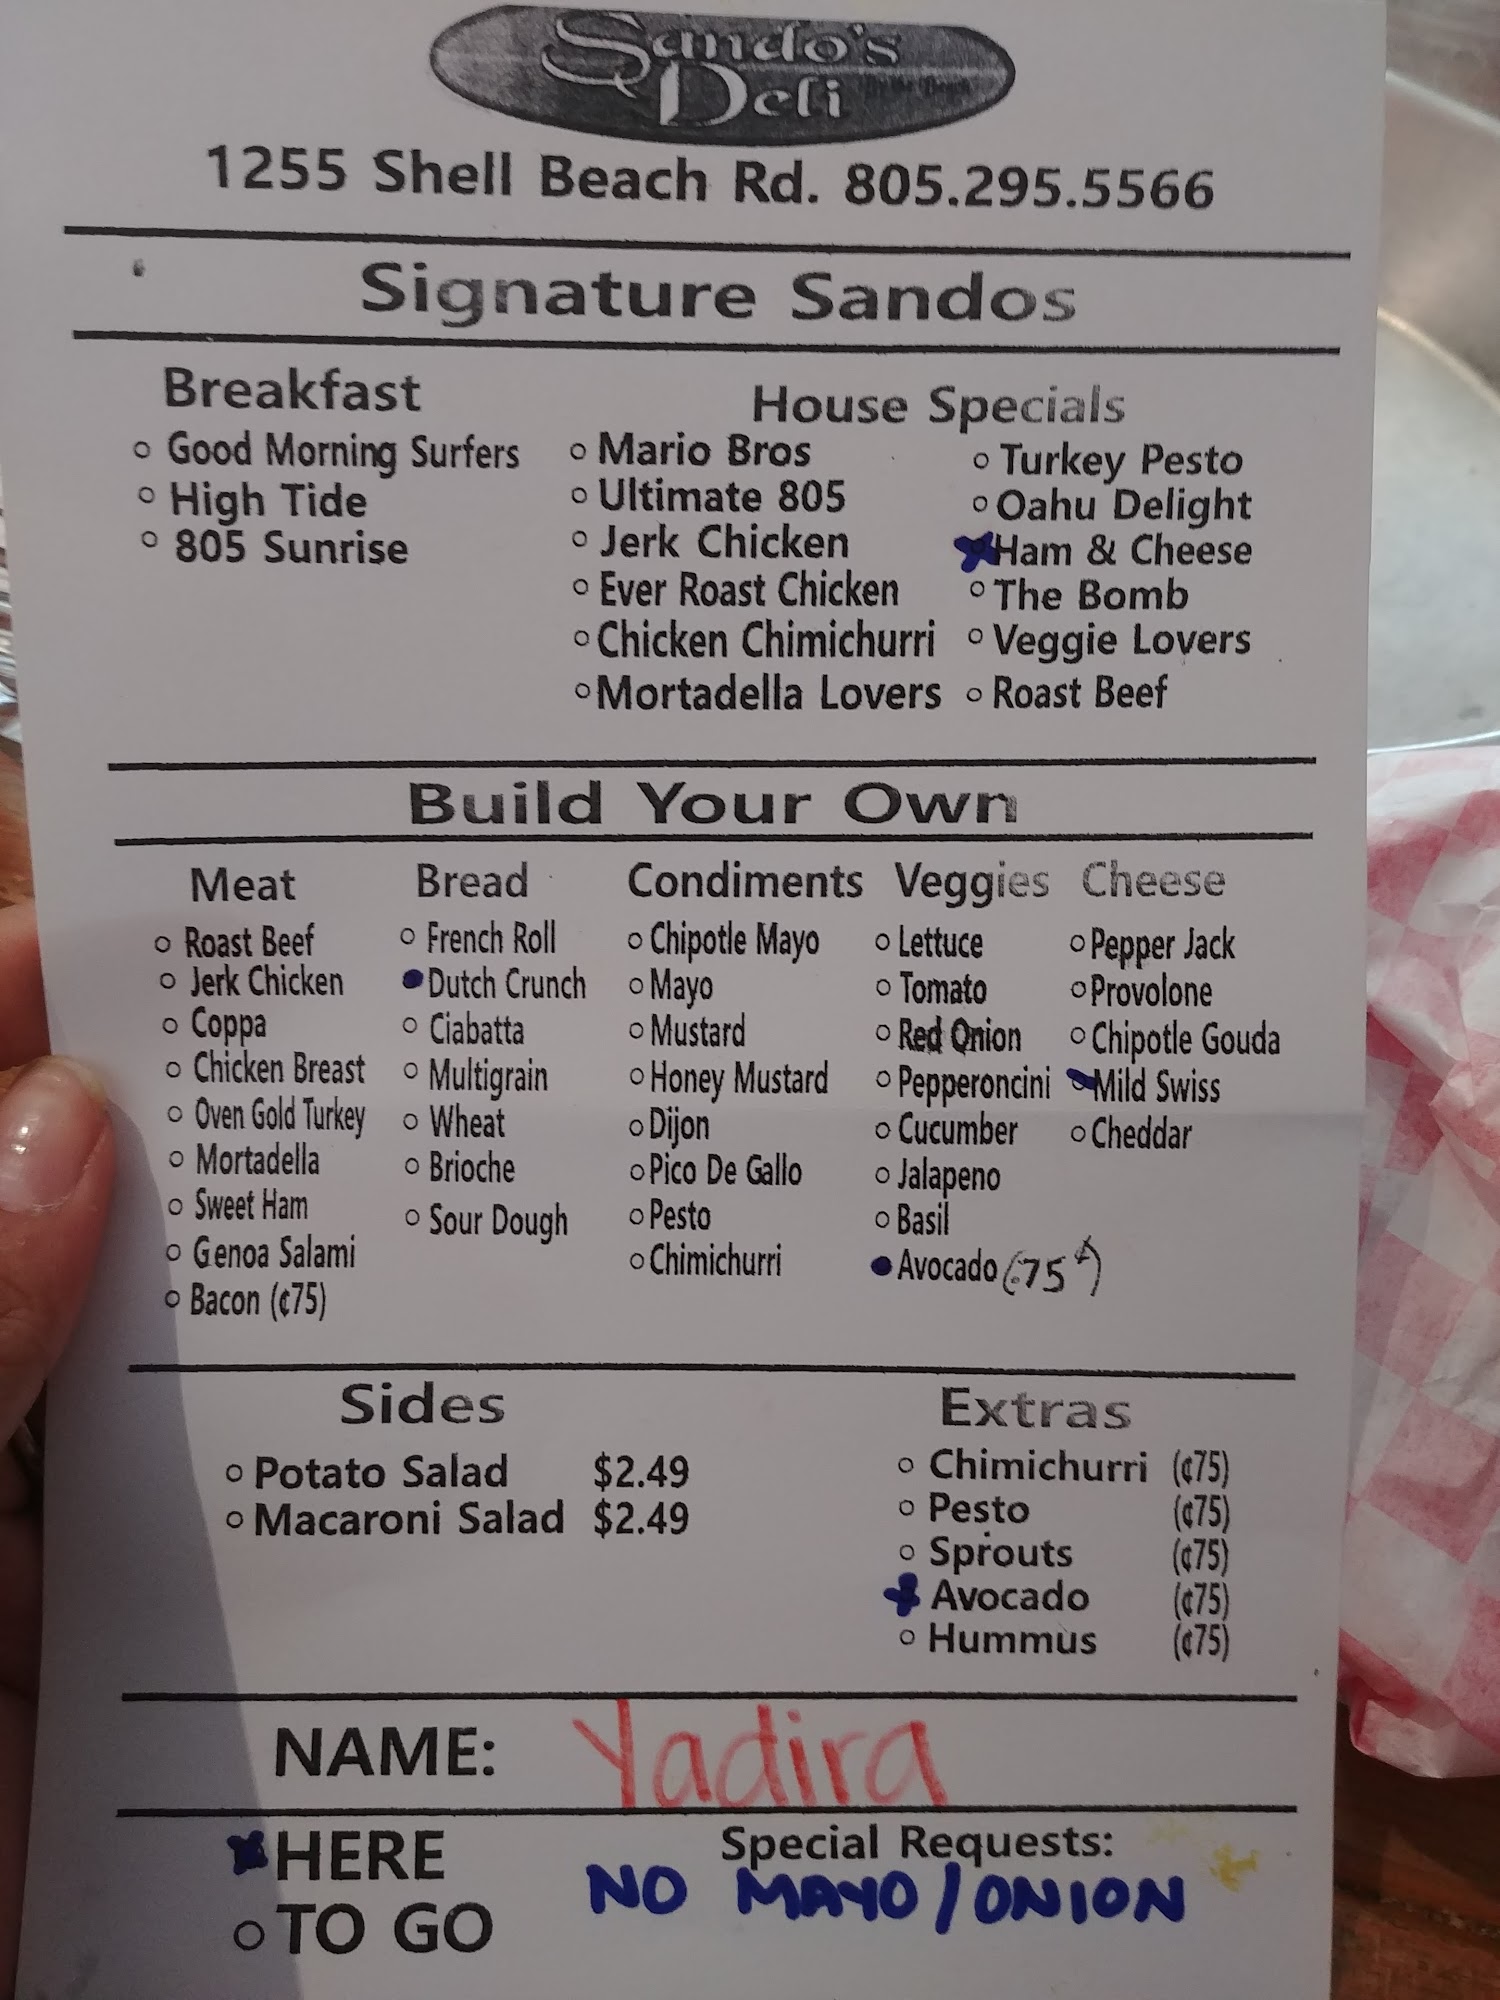 Sando's
Deli By the Beach
1255 Shell Beach Rd. 805.295.5566
Signature Sandos
Breakfast
Good Morning Surfers
High Tide
805 Sunrise
House Specials
Mario Bros
Ultimate 805
Jerk Chicken
Ever Roast Chicken
Chicken Chimichurri
Mortadella Lovers
Turkey Pesto
Oahu Delight
Ham & Cheese
The Bomb
Veggie Lovers
Roast Beef
Build Your Own
Meat
Roast Beef
Jerk Chicken
Coppa
Chicken Breast
Oven Gold Turkey
Mortadella
Sweet Ham
Genoa Salami
Bacon (¢75)
Bread
French Roll
Dutch Crunch
Ciabatta
Multigrain
Wheat
Brioche
Sour Dough
Condiments
Chipotle Mayo
Mayo
Mustard
Honey Mustard
Dijon
Pico De Gallo
Pesto
Chimichurri
Veggies
Lettuce
Tomato
Red Onion
Pepperoncini
Cucumber
Jalapeno
Basil
Avocado (.75¢)
Cheese
Pepper Jack
Provolone
Chipotle Gouda
Mild Swiss
Cheddar
Sides
Potato Salad $2.49
Macaroni Salad $2.49
Extras
Chimichurri (¢75)
Pesto (¢75)
Sprouts (¢75)
Avocado (¢75)
Hummus (¢75)
NAME: Yadira
HERE
TO GO
Special Requests:
NO MAYO/ONION